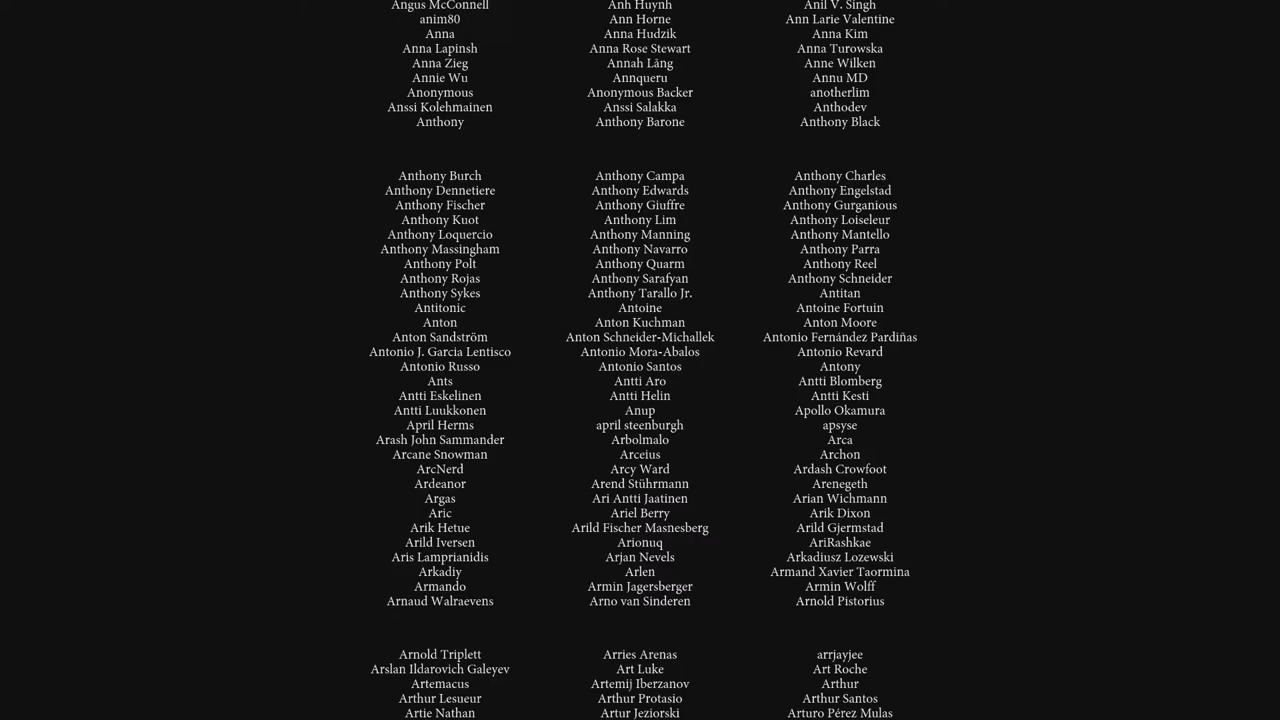 Angus McConnell Anh Huynh Anil V. Singh
anim80 Ann Horne Ann Larie Valentine
Anna Anna Hudzik Anna Kim
Anna Lapinsh Anna Rose Stewart Anna Turowska
Anna Zieg Annah Lång Anne Wilken
Annie Wu Annqueru Annu MD
Anonymous Anonymous Backer anotherlim
Anssi Kolehmainen Anssi Salakka Anthodev
Anthony Anthony Barone Anthony Black
Anthony Burch Anthony Campa Anthony Charles
Anthony Dennetiere Anthony Edwards Anthony Engelstad
Anthony Fischer Anthony Giuffre Anthony Gurganious
Anthony Kuot Anthony Lim Anthony Loiseleur
Anthony Loquercio Anthony Manning Anthony Mantello
Anthony Massingham Anthony Navarro Anthony Parra
Anthony Polt Anthony Quarm Anthony Reel
Anthony Rojas Anthony Sarafyan Anthony Schneider
Anthony Sykes Anthony Tarallo Jr. Antitan
Antitonic Antoine Antoine Fortuin
Anton Anton Kuchman Anton Moore
Anton Sandström Anton Schneider-Michallek Antonio Fernández Pardiñas
Antonio J. Garcia Lentisco Antonio Mora-Abalos Antonio Revard
Antonio Russo Antonio Santos Antony
Ants Antti Aro Antti Blomberg
Antti Eskelinen Antti Helin Antti Kesti
Antti Luukkonen Anup Apollo Okamura
April Herms april steenburgh apsyse
Arash John Sammander Arbolmalo Arca
Arcane Snowman Arceius Archon
ArcNerd Arcy Ward Ardash Crowfoot
Ardeanor Arend Stührmann Arenegeth
Argas Ari Antti Jaatinen Arian Wichmann
Aric Ariel Berry Arik Dixon
Arik Hetue Arild Fischer Masnesberg Arild Gjermstad
Arild Iversen Arionuq AriRashkae
Aris Lamprianidis Arjan Nevels Arkadiusz Lozewski
Arkadiy Arlen Armand Xavier Taormina
Armando Armin Jagersberger Armin Wolff
Arnaud Walraevens Arno van Sinderen Arnold Pistorius
Arnold Triplett Arries Arenas arrjayjee
Arslan Ildarovich Galeyev Art Luke Art Roche
Artemacus Artemij Iberzanov Arthur
Arthur Lesueur Arthur Protasio Arthur Santos
Artie Nathan Artur Jeziorski Arturo Pérez Mulas